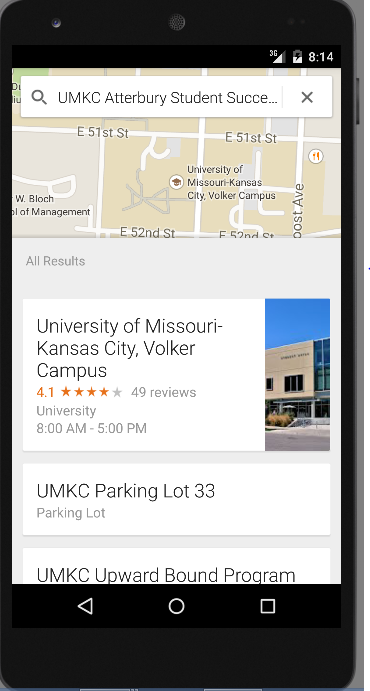 3G 8:14
UMKC Atterbury Student Succe...
E 51st St
E 51st St
University of
Missouri-Kansas
City, Volker Campus
W. Bloch
ol of Management
oost Ave
E 52nd St
E 52nd St
All Results
University of Missouri-
Kansas City, Volker
Campus
4.1 49 reviews
University
8:00 AM - 5:00 PM
UMKC Parking Lot 33
Parking Lot
UMKC Upward Bound Program